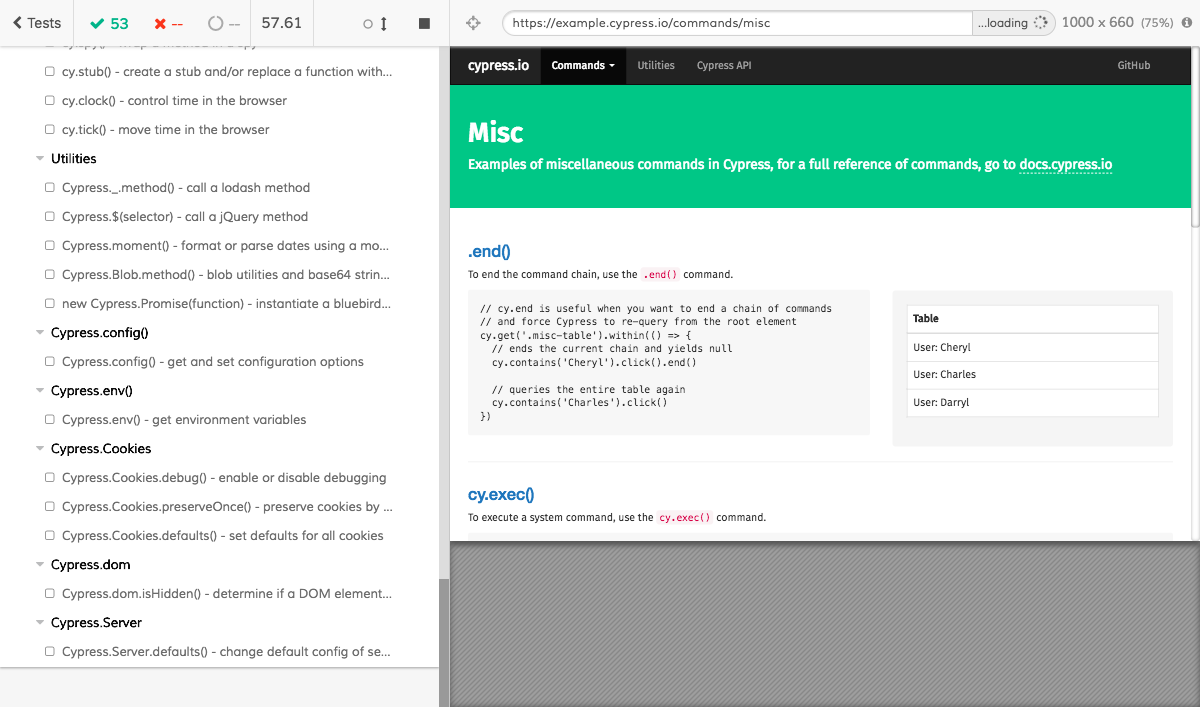 Tests
53
--
--
57.61
https://example.cypress.io/commands/misc
...loading
1000 x 660 (75%)
cy.stub() - create a stub and/or replace a function with...
cy.clock() - control time in the browser
cy.tick() - move time in the browser
Utilities
Cypress._.method() - call a lodash method
Cypress.$(selector) - call a jQuery method
Cypress.moment() - format or parse dates using a mo...
Cypress.Blob.method() - blob utilities and base64 strin...
new Cypress.Promise(function) - instantiate a bluebird...
Cypress.config()
Cypress.config() - get and set configuration options
Cypress.env()
Cypress.env() - get environment variables
Cypress.Cookies
Cypress.Cookies.debug() - enable or disable debugging
Cypress.Cookies.preserveOnce() - preserve cookies by ...
Cypress.Cookies.defaults() - set defaults for all cookies
Cypress.dom
Cypress.dom.isHidden() - determine if a DOM element...
Cypress.Server
Cypress.Server.defaults() - change default config of se...
cypress.io
Commands
Utilities
Cypress API
GitHub
Misc
Examples of miscellaneous commands in Cypress, for a full reference of commands, go to docs.cypress.io
.end()
To end the command chain, use the .end() command.
// cy.end is useful when you want to end a chain of commands
// and force Cypress to re-query from the root element
cy.get('.misc-table').within(() => {
// ends the current chain and yields null
cy.contains('Cheryl').click().end()
// queries the entire table again
cy.contains('Charles').click()
})
Table
User: Cheryl
User: Charles
User: Darryl
cy.exec()
To execute a system command, use the cy.exec() command.